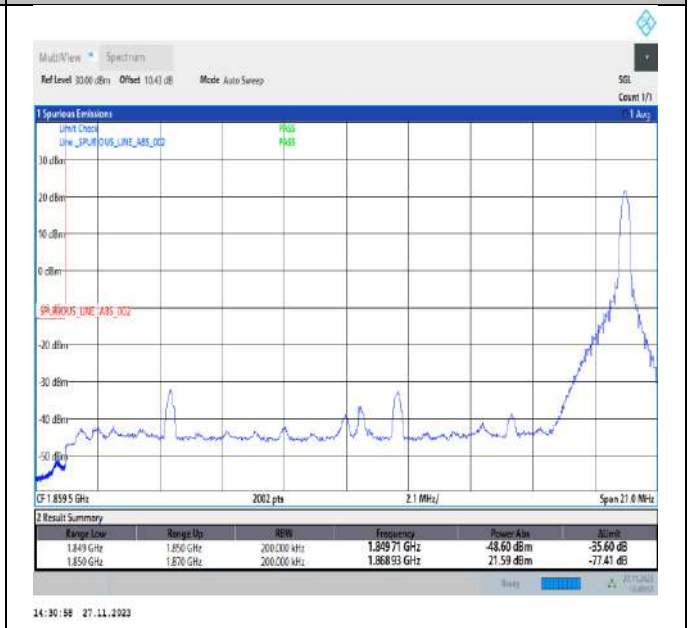 MultiView Spectrum
Ref Level 30.00 dBm Offset 10.43 dB Mode Auto Sweep SGL
Count 1/1
1 Spurious Emissions 1 Avg
Limit Check PASS
Line _SPURIOUS_LINE_ABS_002 PASS
30 dBm
20 dBm
10 dBm
0 dBm
_SPURIOUS_LINE_ABS_002
-20 dBm
-30 dBm
-40 dBm
-50 dBm
CF 1.8595 GHz 2002 pts 2.1 MHz/ Span 21.0 MHz
2 Result Summary
Range Low Range Up RBW Frequency Power Abs ΔLimit
1.849 GHz 1.850 GHz 200.000 kHz 1.84971 GHz -48.60 dBm -35.60 dB
1.850 GHz 1.870 GHz 200.000 kHz 1.86893 GHz 21.59 dBm -77.41 dB
Ready 27.11.2023
14:30:58 27.11.2023